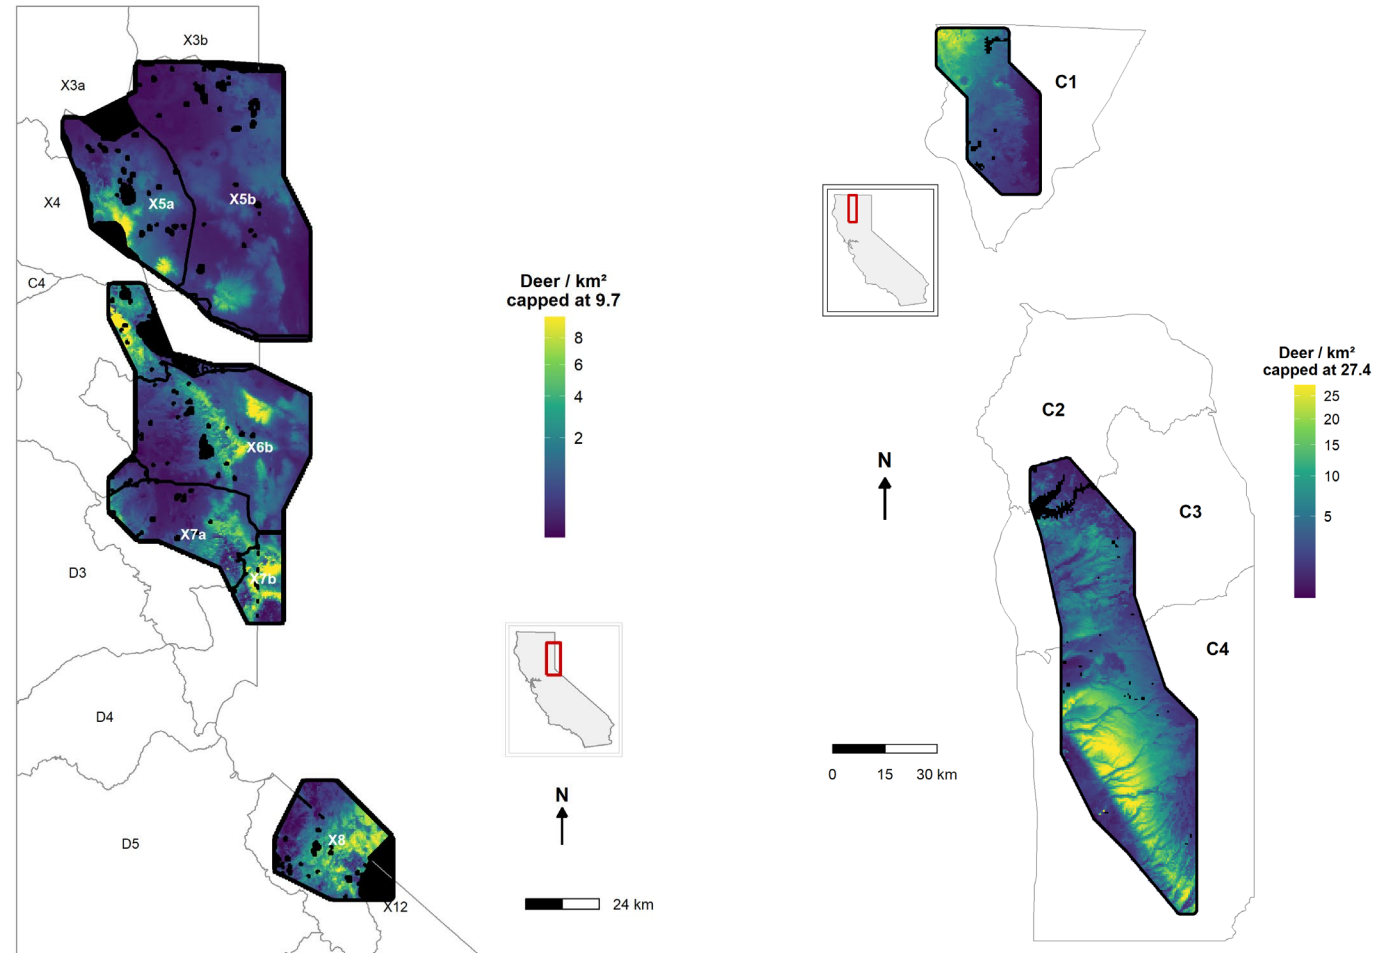 X3b
X3a
X4
X5a
X5b
C4
Deer / km²
capped at 9.7
8
6
4
2
X6b
X7a
X7b
D3
D4
D5
X8
X12
N
24 km
C1
C2
C3
C4
N
0 15 30 km
Deer / km²
capped at 27.4
25
20
15
10
5